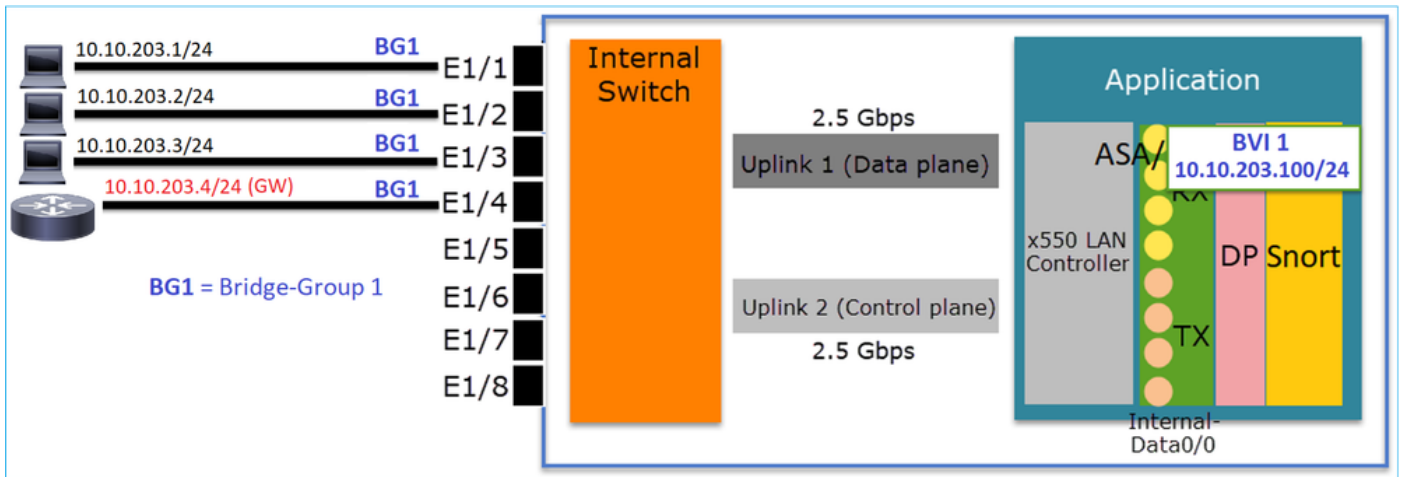 10.10.203.1/24 BG1
E1/1
10.10.203.2/24 BG1
E1/2
10.10.203.3/24 BG1
E1/3
10.10.203.4/24 (GW) BG1
E1/4
E1/5
E1/6
E1/7
E1/8
BG1 = Bridge-Group 1
Internal
Switch
2.5 Gbps
Uplink 1 (Data plane)
Uplink 2 (Control plane)
2.5 Gbps
Application
ASA/
BVI 1
10.10.203.100/24
RX
x550 LAN
Controller
DP
Snort
TX
Internal-
Data0/0